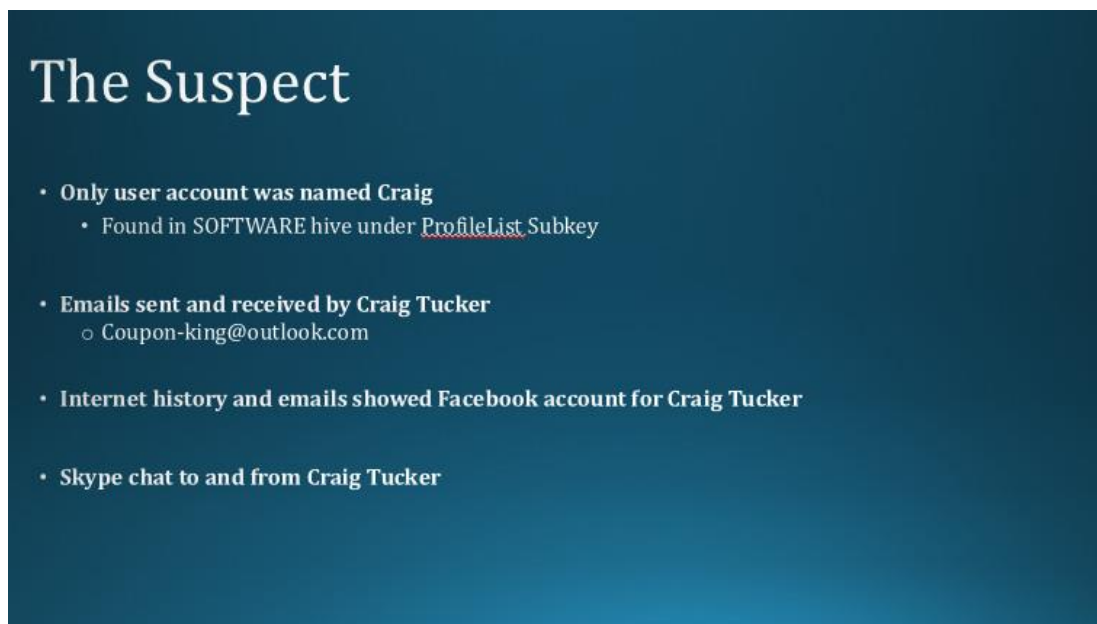 The Suspect
• Only user account was named Craig
• Found in SOFTWARE hive under ProfileList Subkey
• Emails sent and received by Craig Tucker
○ Coupon-king@outlook.com
• Internet history and emails showed Facebook account for Craig Tucker
• Skype chat to and from Craig Tucker